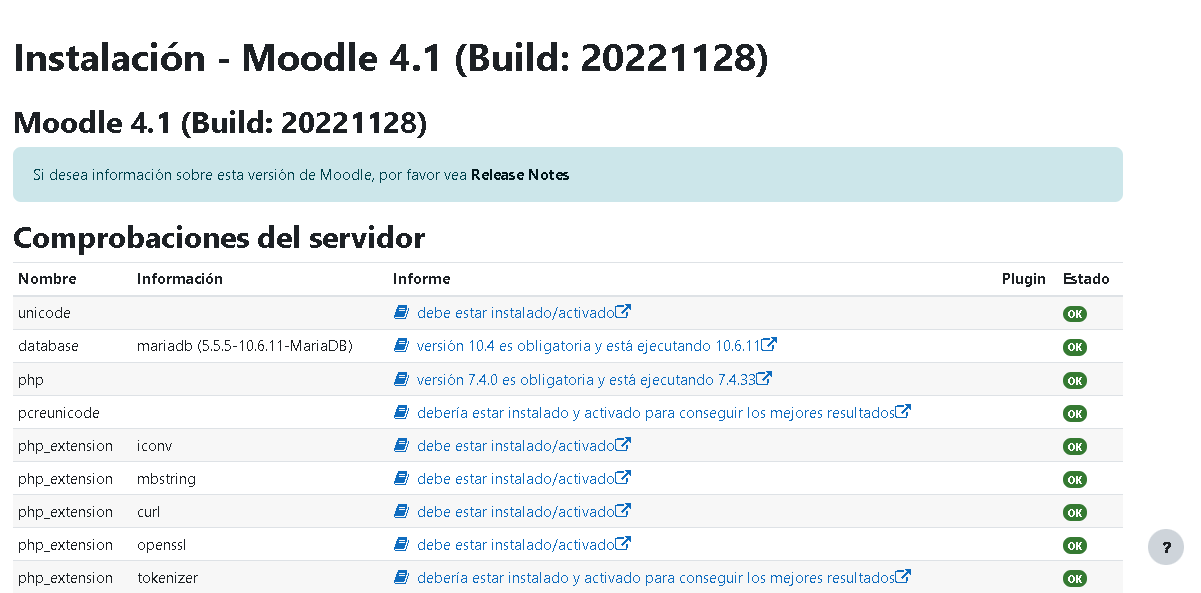 Instalación - Moodle 4.1 (Build: 20221128)
Moodle 4.1 (Build: 20221128)
Si desea información sobre esta versión de Moodle, por favor vea Release Notes
Comprobaciones del servidor
Nombre Información Informe Plugin Estado
unicode debe estar instalado/activado OK
database mariadb (5.5.5-10.6.11-MariaDB) versión 10.4 es obligatoria y está ejecutando 10.6.11 OK
php versión 7.4.0 es obligatoria y está ejecutando 7.4.33 OK
pcreunicode debería estar instalado y activado para conseguir los mejores resultados OK
php_extension iconv debe estar instalado/activado OK
php_extension mbstring debe estar instalado/activado OK
php_extension curl debe estar instalado/activado OK
php_extension openssl debe estar instalado/activado OK
?
php_extension tokenizer debería estar instalado y activado para conseguir los mejores resultados OK